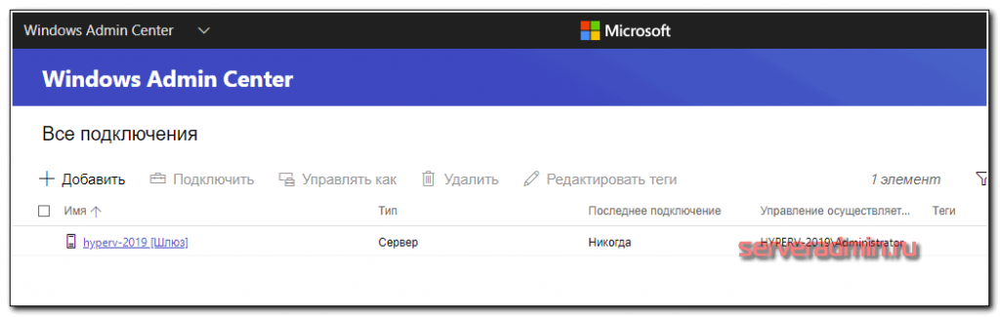 Windows Admin Center
Microsoft
Windows Admin Center
Все подключения
Добавить Подключить Управлять как Удалить Редактировать теги 1 элемент
Имя Тип Последнее подключение Управление осуществляет... Теги
hyperv-2019 [Шлюз] Сервер Никогда HYPERV-2019\Administrator
serveradmin.ru